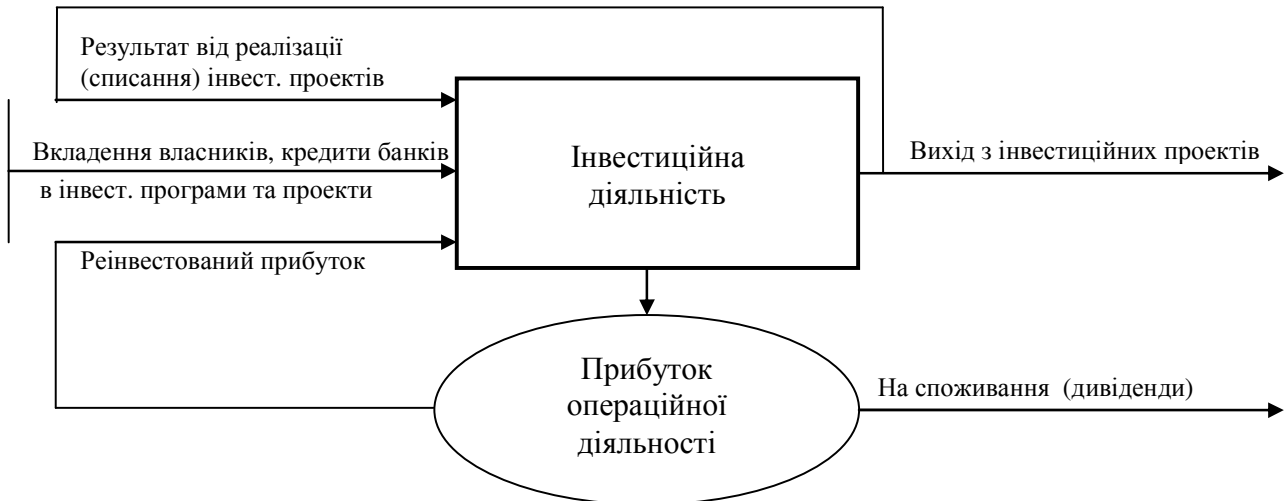 Результат від реалізації
(списання) інвест. проектів
Вкладення власників, кредити банків
в інвест. програми та проекти
Інвестиційна
діяльність
Вихід з інвестиційних проектів
Реінвестований прибуток
Прибуток
операційної
діяльності
На споживання (дивіденди)